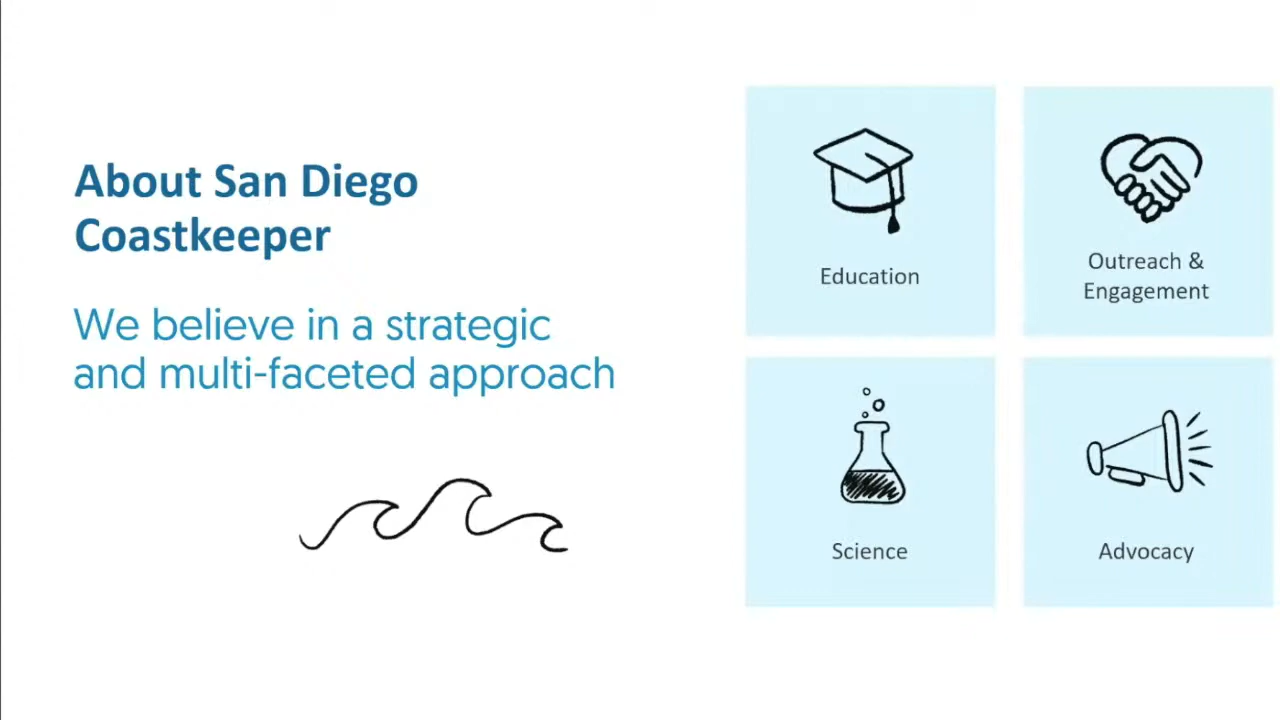 About San Diego
Coastkeeper
We believe in a strategic
and multi-faceted approach
Education
Outreach &
Engagement
Science
Advocacy